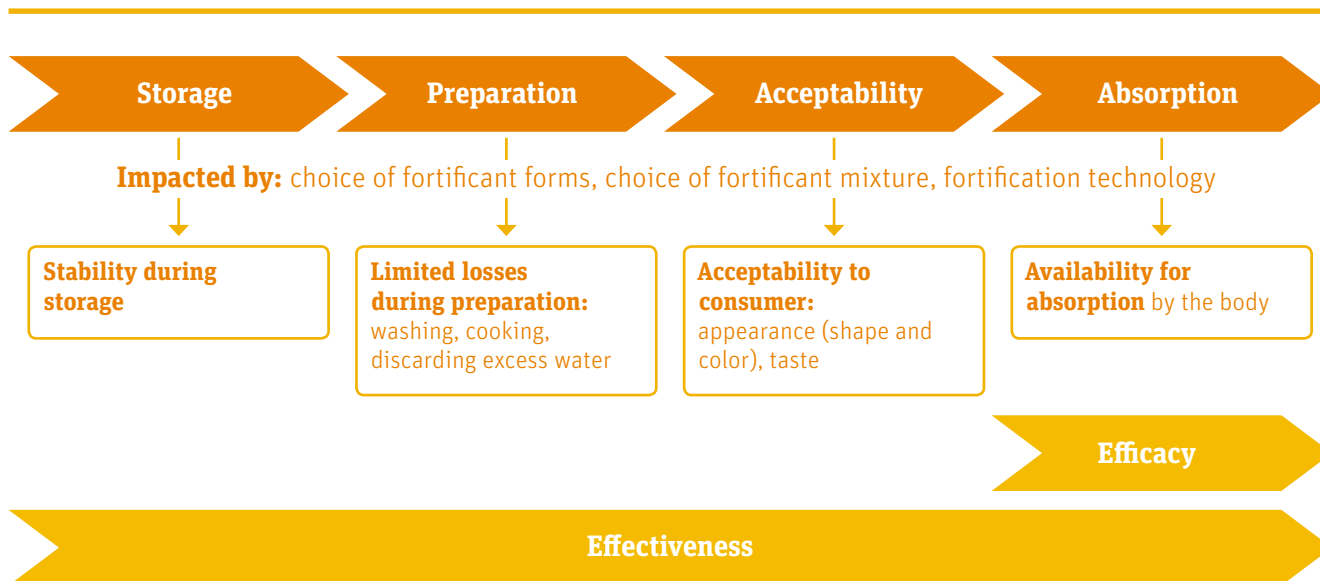 Storage
Preparation
Acceptability
Absorption
Impacted by: choice of fortificant forms, choice of fortificant mixture, fortification technology
Stability during
storage
Limited losses
during preparation:
washing, cooking,
discarding excess water
Acceptability to
consumer:
appearance (shape and
color), taste
Availability for
absorption by the body
Efficacy
Effectiveness